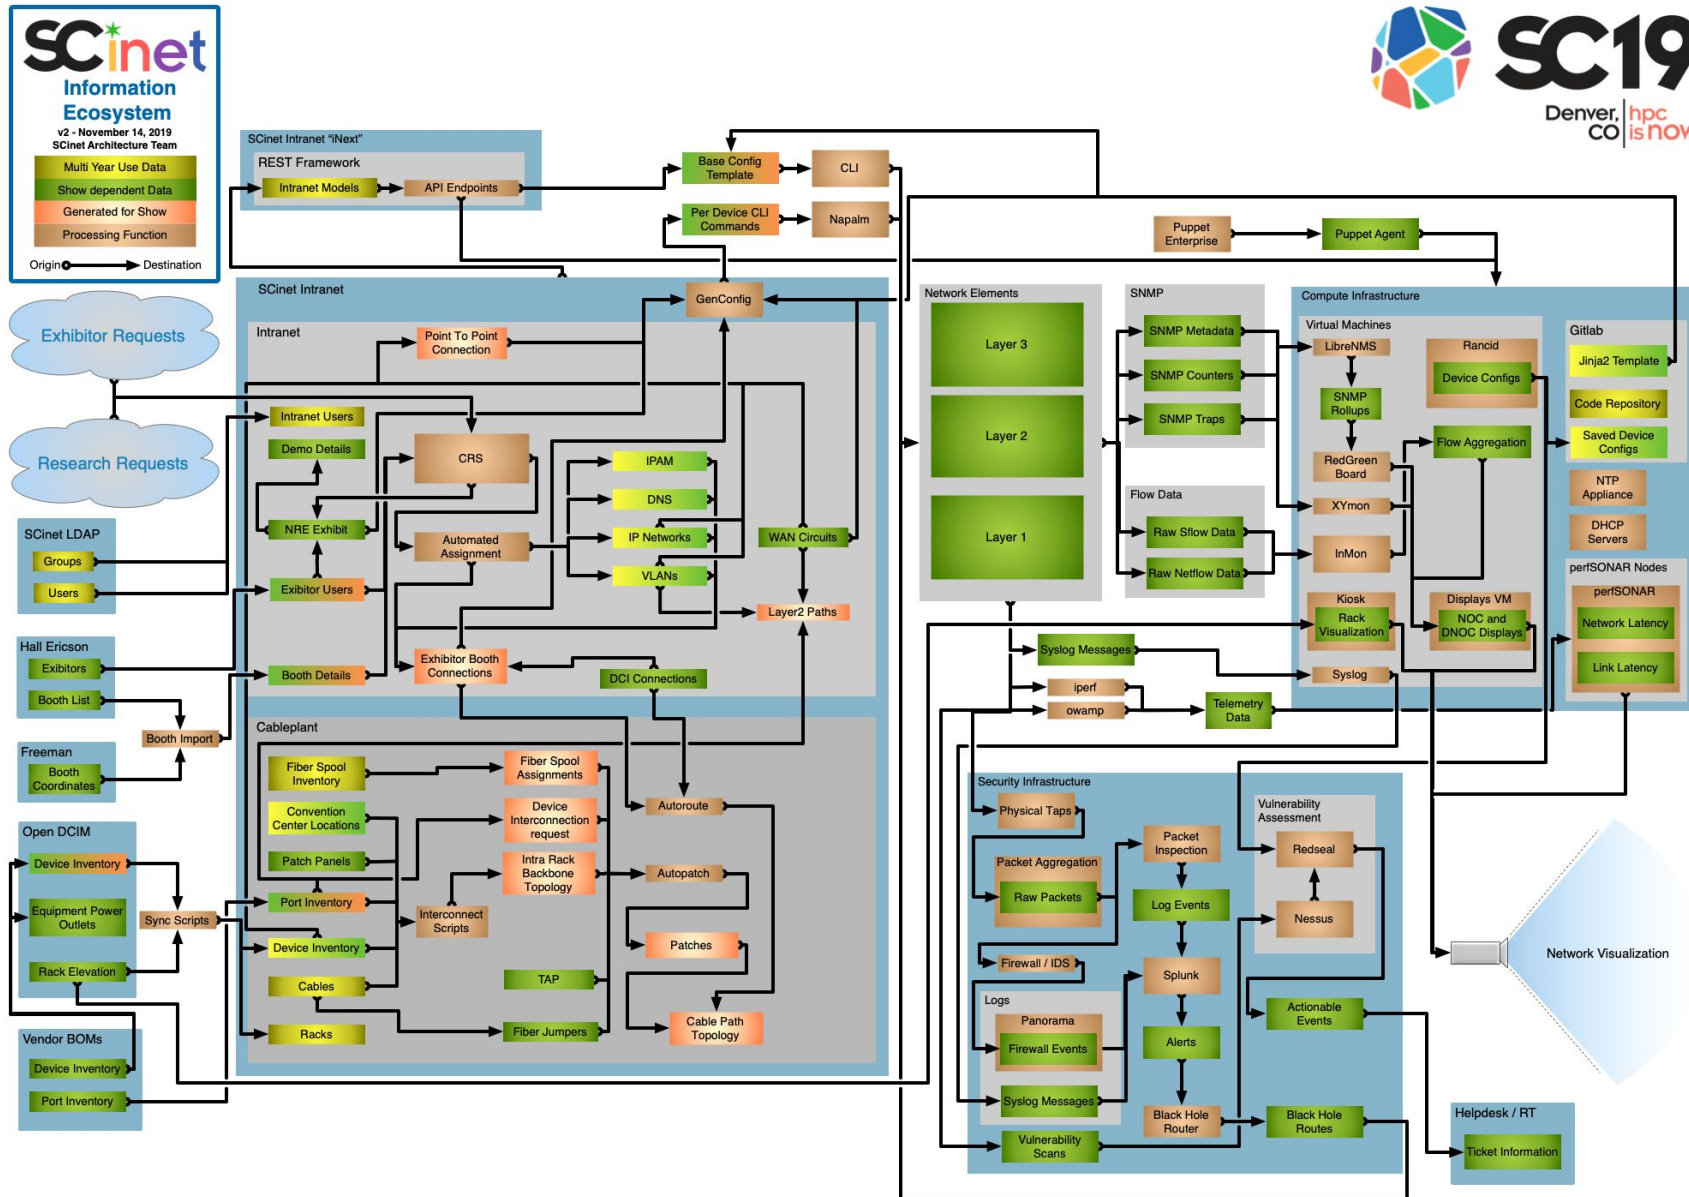 SCinet
Information
Ecosystem
v2 - November 14, 2019
SCinet Architecture Team
Multi Year Use Data
Show dependent Data
Generated for Show
Processing Function
Origin
Destination
SC19
Denver,
CO
hpc
is now
SCinet Intranet "iNext"
REST Framework
Intranet Models
API Endpoints
Base Config
Template
CLI
Per Device CLI
Commands
Napalm
Puppet
Enterprise
Puppet Agent
Exhibitor Requests
Research Requests
SCinet LDAP
Groups
Users
Hall Ericson
Exibitors
Booth List
Freeman
Booth
Coordinates
Booth Import
Open DCIM
Device Inventory
Equipment Power
Outlets
Rack Elevation
Sync Scripts
Vendor BOMs
Device Inventory
Port Inventory
SCinet Intranet
GenConfig
Intranet
Point To Point
Connection
Intranet Users
Demo Details
CRS
NRE Exhibit
Automated
Assignment
Exibitor Users
IPAM
DNS
IP Networks
VLANs
WAN Circuits
Layer2 Paths
Booth Details
Exhibitor Booth
Connections
DCI Connections
Cableplant
Fiber Spool
Inventory
Fiber Spool
Assignments
Convention
Center Locations
Device
Interconnection
request
Autoroute
Patch Panels
Intra Rack
Backbone
Topology
Autopatch
Port Inventory
Interconnect
Scripts
Device Inventory
Patches
Cables
TAP
Racks
Fiber Jumpers
Cable Path
Topology
Network Elements
Layer 3
Layer 2
Layer 1
SNMP
SNMP Metadata
SNMP Counters
SNMP Traps
Flow Data
Raw Sflow Data
Raw Netflow Data
Syslog Messages
iperf
owamp
Telemetry
Data
Compute Infrastructure
Virtual Machines
LibreNMS
SNMP
Rollups
RedGreen
Board
XYmon
InMon
Rancid
Device Configs
Flow Aggregation
Kiosk
Rack
Visualization
Displays VM
NOC and
DNOC Displays
Syslog
Gitlab
Jinja2 Template
Code Repository
Saved Device
Configs
NTP
Appliance
DHCP
Servers
perfSONAR Nodes
perfSONAR
Network Latency
Link Latency
Security Infrastructure
Physical Taps
Packet Aggregation
Raw Packets
Firewall / IDS
Logs
Panorama
Firewall Events
Syslog Messages
Vulnerability
Scans
Packet
Inspection
Log Events
Splunk
Alerts
Black Hole
Router
Vulnerability
Assessment
Redseal
Nessus
Actionable
Events
Black Hole
Routes
Network Visualization
Helpdesk / RT
Ticket Information